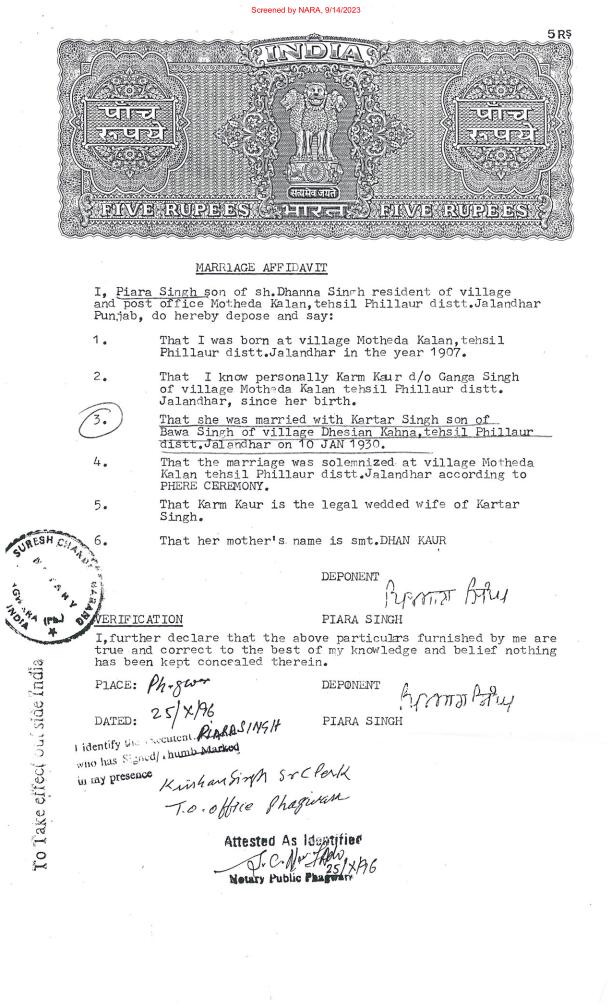 Screened by NARA, 9/14/2023
5 R$
INDIA
पाँच
रूपये
पाँच
रूपये
सत्यमेव जयते
FIVE RUPEES भारत FIVE RUPEES
MARRIAGE AFFIDAVIT
I, Piara Singh son of sh.Dhanna Singh resident of village
and post office Motheda Kalan,tehsil Phillaur distt.Jalandhar
Punjab, do hereby depose and say:
1. That I was born at village Motheda Kalan,tehsil
Phillaur distt.Jalandhar in the year 1907.
2. That I know personally Karm Kaur d/o Ganga Singh
of village Motheda Kalan tehsil Phillaur distt.
Jalandhar, since her birth.
3. That she was married with Kartar Singh son of
Bawa Singh of village Dhesian Kahna,tehsil Phillaur
distt.Jalandhar on 10 JAN 1930.
4. That the marriage was solemnized at village Motheda
Kalan tehsil Phillaur distt.Jalandhar according to
PHERE CEREMONY.
5. That Karm Kaur is the legal wedded wife of Kartar
Singh.
6. That her mother's name is smt.DHAN KAUR
SURESH CHANDER NARANG
NOTARY
(Pb.)
INDIA
DEPONENT
VERIFICATION
PIARA SINGH
I,further declare that the above particulars furnished by me are
true and correct to the best of my knowledge and belief nothing
has been kept concealed therein.
PLACE: Phagwar
DEPONENT
DATED: 25/X/96
PIARA SINGH
I identify the executent. PIARA SINGH
who has Signed/thumb Marked
in my presence
Krishan Singh Sr Clerk
T.O. office Phagwara
To Take effect out side India
Attested As Identified
25/X/96
Notary Public Phagwara